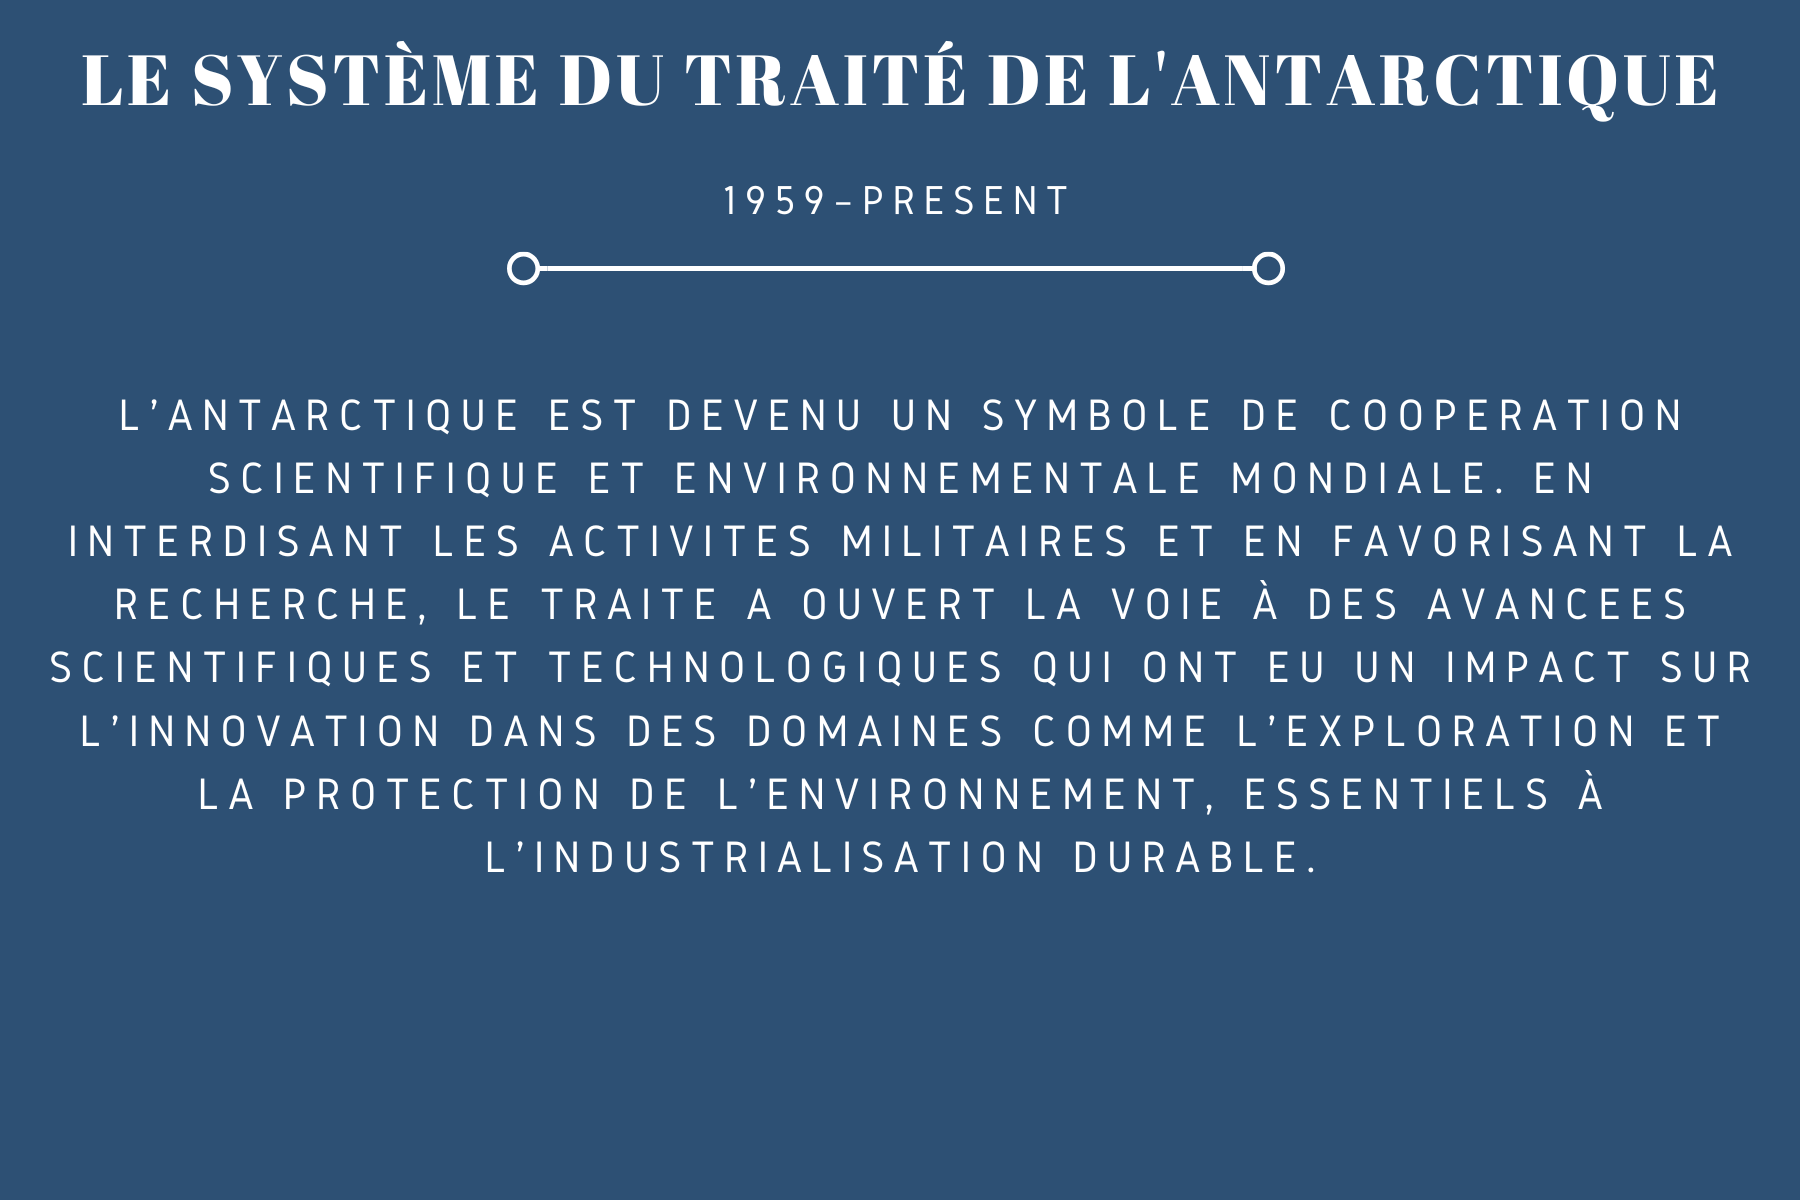 LE SYSTÈME DU TRAITÉ DE L'ANTARCTIQUE
1959–PRESENT
L’ANTARCTIQUE EST DEVENU UN SYMBOLE DE COOPERATION
SCIENTIFIQUE ET ENVIRONNEMENTALE MONDIALE. EN
INTERDISANT LES ACTIVITES MILITAIRES ET EN FAVORISANT LA
RECHERCHE, LE TRAITE A OUVERT LA VOIE À DES AVANCEES
SCIENTIFIQUES ET TECHNOLOGIQUES QUI ONT EU UN IMPACT SUR
L’INNOVATION DANS DES DOMAINES COMME L’EXPLORATION ET
LA PROTECTION DE L’ENVIRONNEMENT, ESSENTIELS À
L’INDUSTRIALISATION DURABLE.